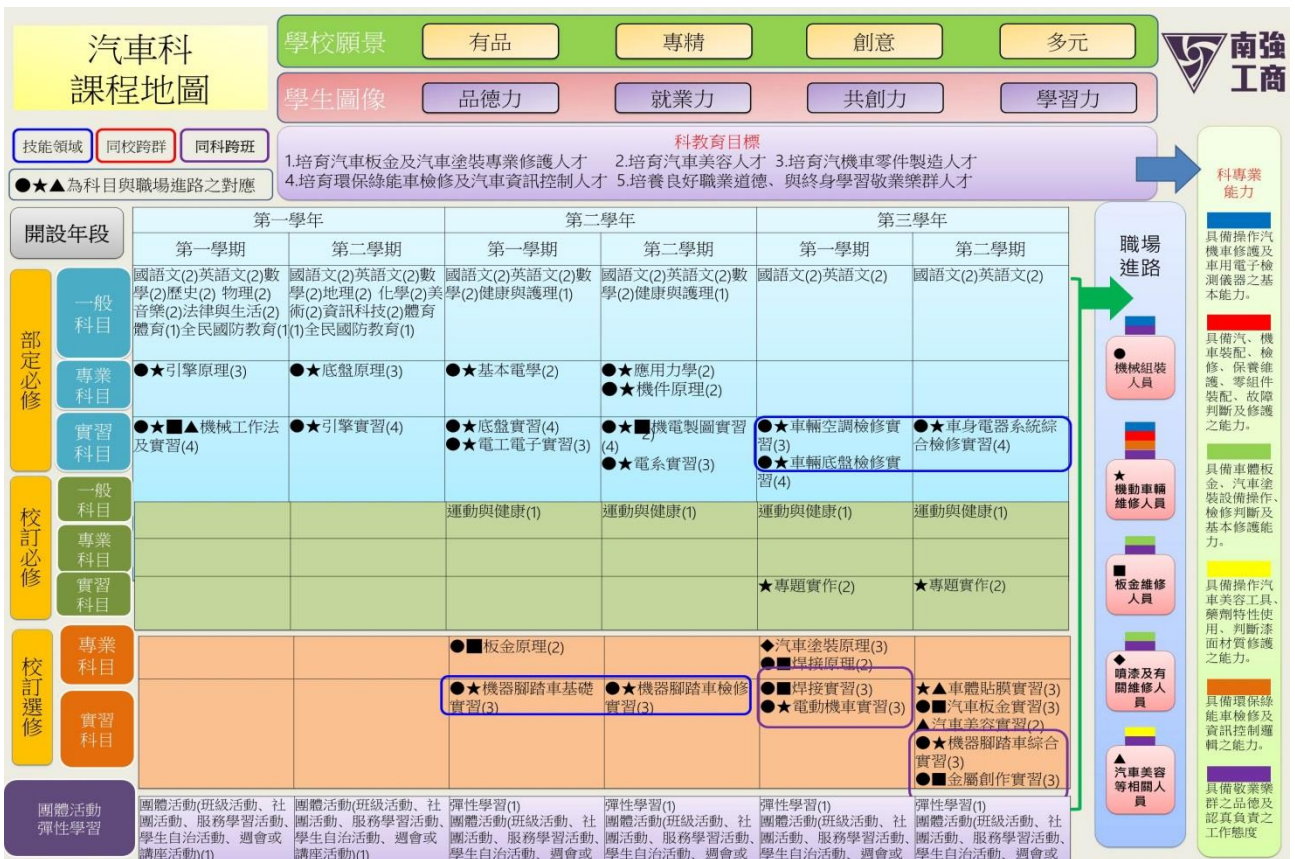 汽車科
課程地圖
學校願景
有品
專精
創意
多元
南強
工商
學生圖像
品德力
就業力
共創力
學習力
技能領域
同校跨群
同科跨班
●★▲為科目與職場進路之對應
科教育目標
1.培育汽車板金及汽車塗裝專業修護人才 2.培育汽車美容人才 3.培育汽機車零件製造人才
4.培育環保綠能車檢修及汽車資訊控制人才 5.培養良好職業道德、與終身學習敬業樂群人才
開設年段
第一學年
第二學年
第三學年
第一學期
第二學期
第一學期
第二學期
第一學期
第二學期
部定必修
一般
科目
國語文(2)英語文(2)數
學(2)歷史(2) 物理(2)
音樂(2)法律與生活(2)
體育(1)全民國防教育(1
國語文(2)英語文(2)數
學(2)地理(2) 化學(2)美
術(2)資訊科技(2)體育
(1)全民國防教育(1)
國語文(2)英語文(2)數
學(2)健康與護理(1)
國語文(2)英語文(2)數
學(2)健康與護理(1)
國語文(2)英語文(2)
國語文(2)英語文(2)
專業
科目
●★引擎原理(3)
●★底盤原理(3)
●★基本電學(2)
●★應用力學(2)
●★機件原理(2)
實習
科目
●★■▲機械工作法
及實習(4)
●★引擎實習(4)
●★底盤實習(4)
●★電工電子實習(3)
●★■機電製圖實習
2)
(4)
●★電系實習(3)
●★車輛空調檢修實
習(3)
●★車輛底盤檢修實
習(4)
●★車身電器系統綜
合檢修實習(4)
校訂必修
一般
科目
運動與健康(1)
運動與健康(1)
運動與健康(1)
運動與健康(1)
專業
科目
實習
科目
★專題實作(2)
★專題實作(2)
校訂選修
專業
科目
●■板金原理(2)
◆汽車塗裝原理(3)
●■焊接原理(2)
實習
科目
●★機器腳踏車基礎
實習(3)
●★機器腳踏車檢修
實習(3)
●■焊接實習(3)
●★電動機車實習(3)
★▲車體貼膜實習(3)
●■汽車板金實習(3)
▲汽車美容實習(2)
●★機器腳踏車綜合
實習(3)
●■金屬創作實習(3)
團體活動
彈性學習
團體活動(班級活動、社
團活動、服務學習活動、
學生自治活動、週會或
講座活動)(1)
團體活動(班級活動、社
團活動、服務學習活動、
學生自治活動、週會或
講座活動)(1)
彈性學習(1)
團體活動(班級活動、社
團活動、服務學習活動、
學生自治活動、週會或
彈性學習(1)
團體活動(班級活動、社
團活動、服務學習活動、
學生自治活動、週會或
彈性學習(1)
團體活動(班級活動、社
團活動、服務學習活動、
學生自治活動、週會或
彈性學習(1)
團體活動(班級活動、社
團活動、服務學習活動、
學生自治活動、週會或
職場
進路
●
機械組裝
人員
★
機動車輛
維修人員
■
板金維修
人員
◆
噴漆及有
關維修人
員
▲
汽車美容
等相關人
員
科專業
能力
具備操作汽
機車修護及
車用電子檢
測儀器之基
本能力。
具備汽、機
車裝配、檢
修、保養維
護、零組件
裝配、故障
判斷及修護
之能力。
具備車體板
金、汽車塗
裝設備操作、
檢修判斷及
基本修護能
力。
具備操作汽
車美容工具、
藥劑特性使
用、判斷漆
面材質修護
之能力。
具備環保綠
能車檢修及
資訊控制邏
輯之能力。
具備敬業樂
群之品德及
認真負責之
工作態度